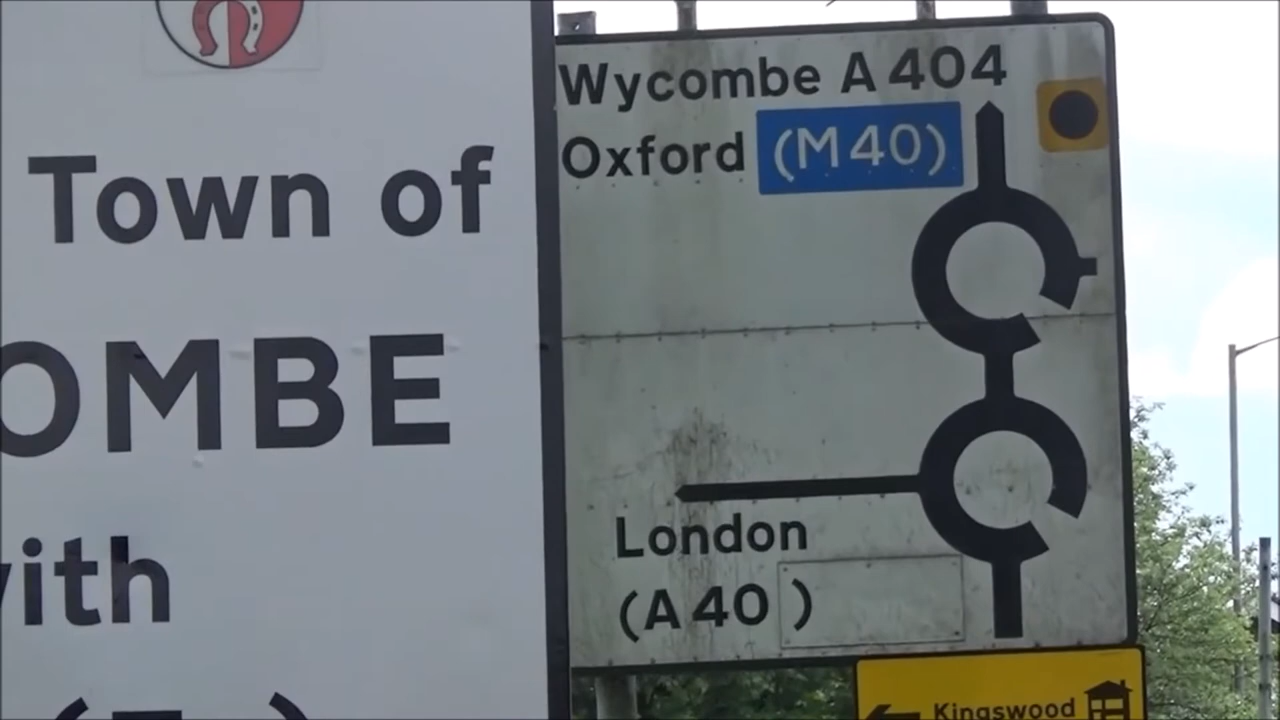 Town of
OMBE
ith
Wycombe A404
Oxford (M40)
London
(A40)
Kingswood